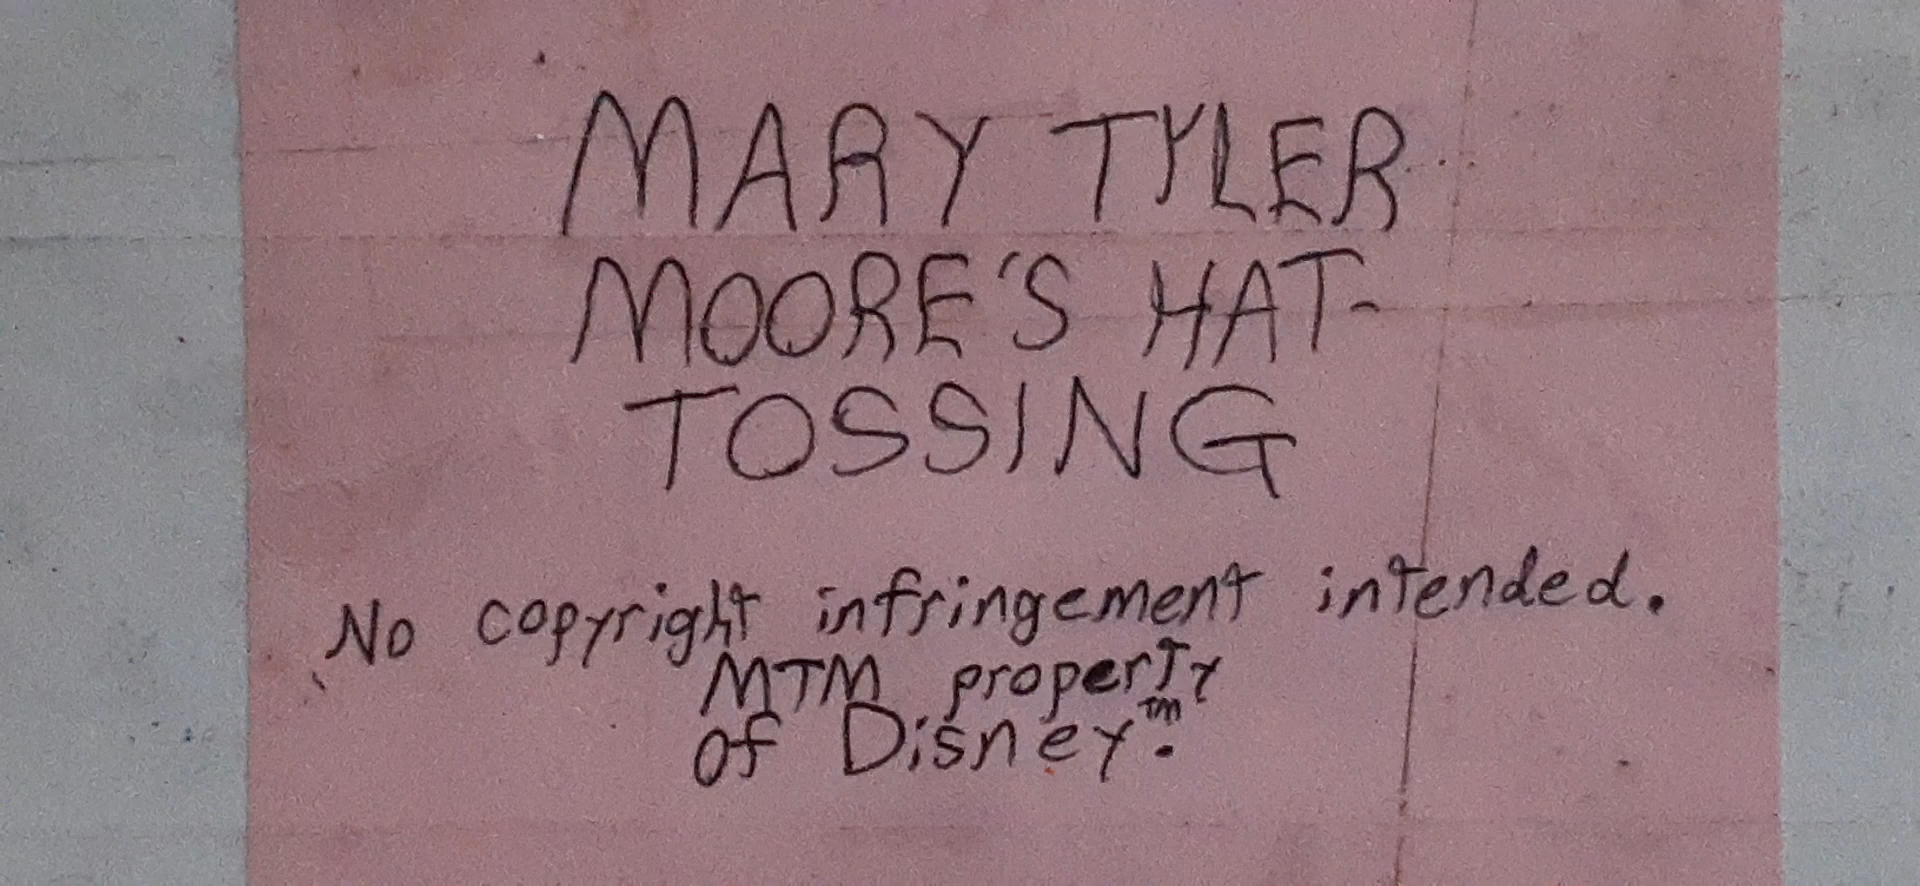 MARY TYLER
MOORE'S HAT-
TOSSING
No copyright infringement intended.
MTM property
of Disney™.